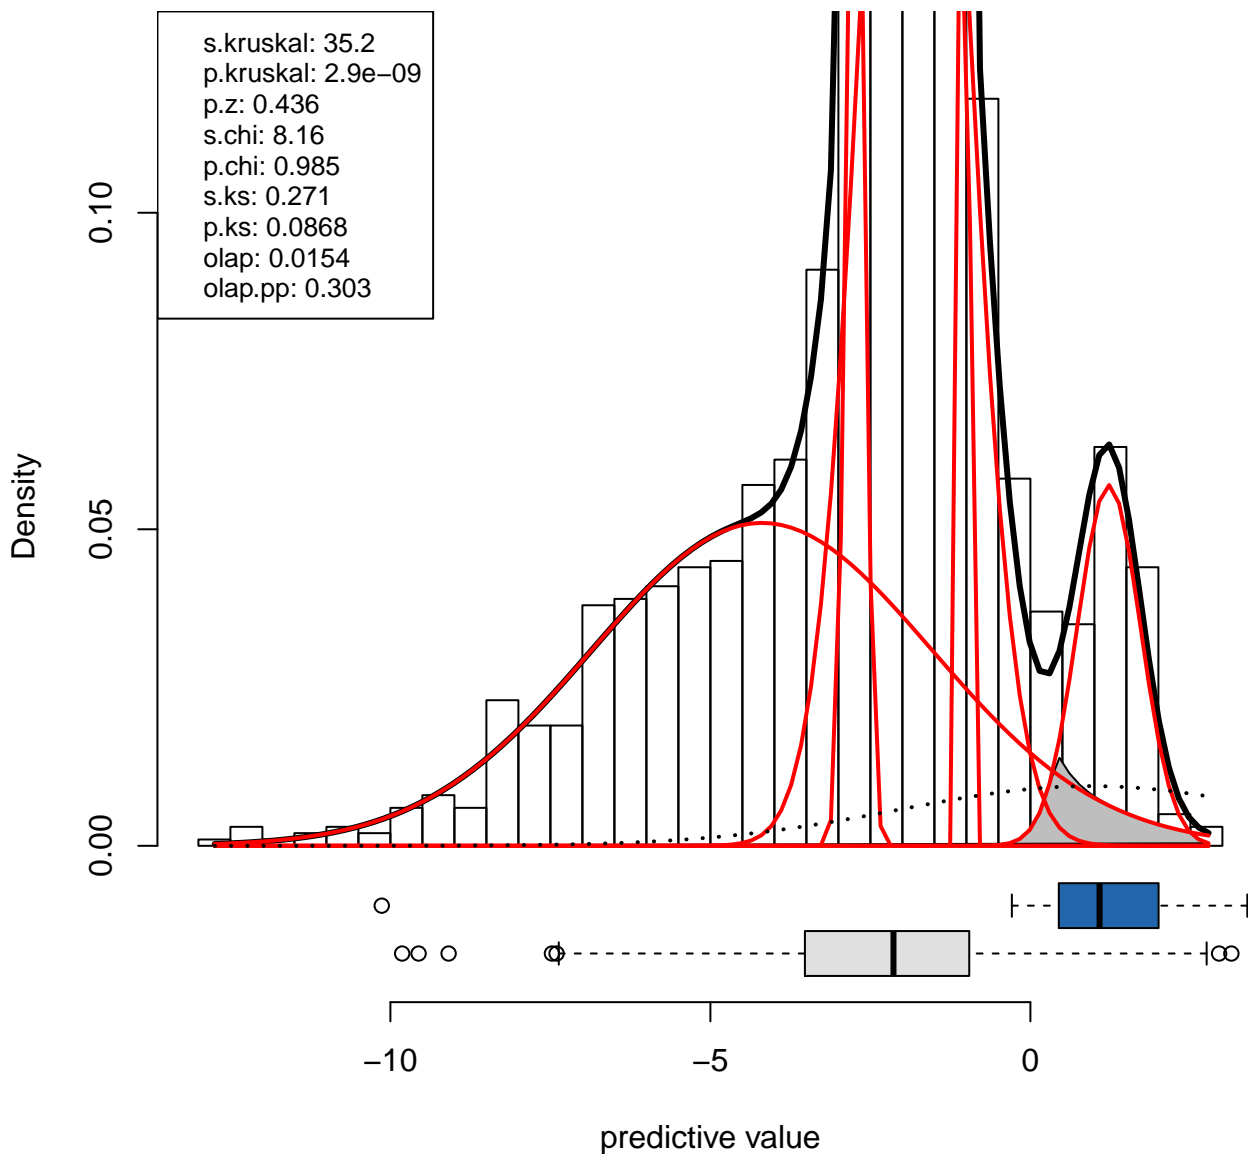 s.kruskal: 35.2
p.kruskal: 2.9e−09
p.z: 0.436
s.chi: 8.16
p.chi: 0.985
s.ks: 0.271
p.ks: 0.0868
olap: 0.0154
olap.pp: 0.303
0.10
0.05
0.00
Density
−10 −5 0
predictive value